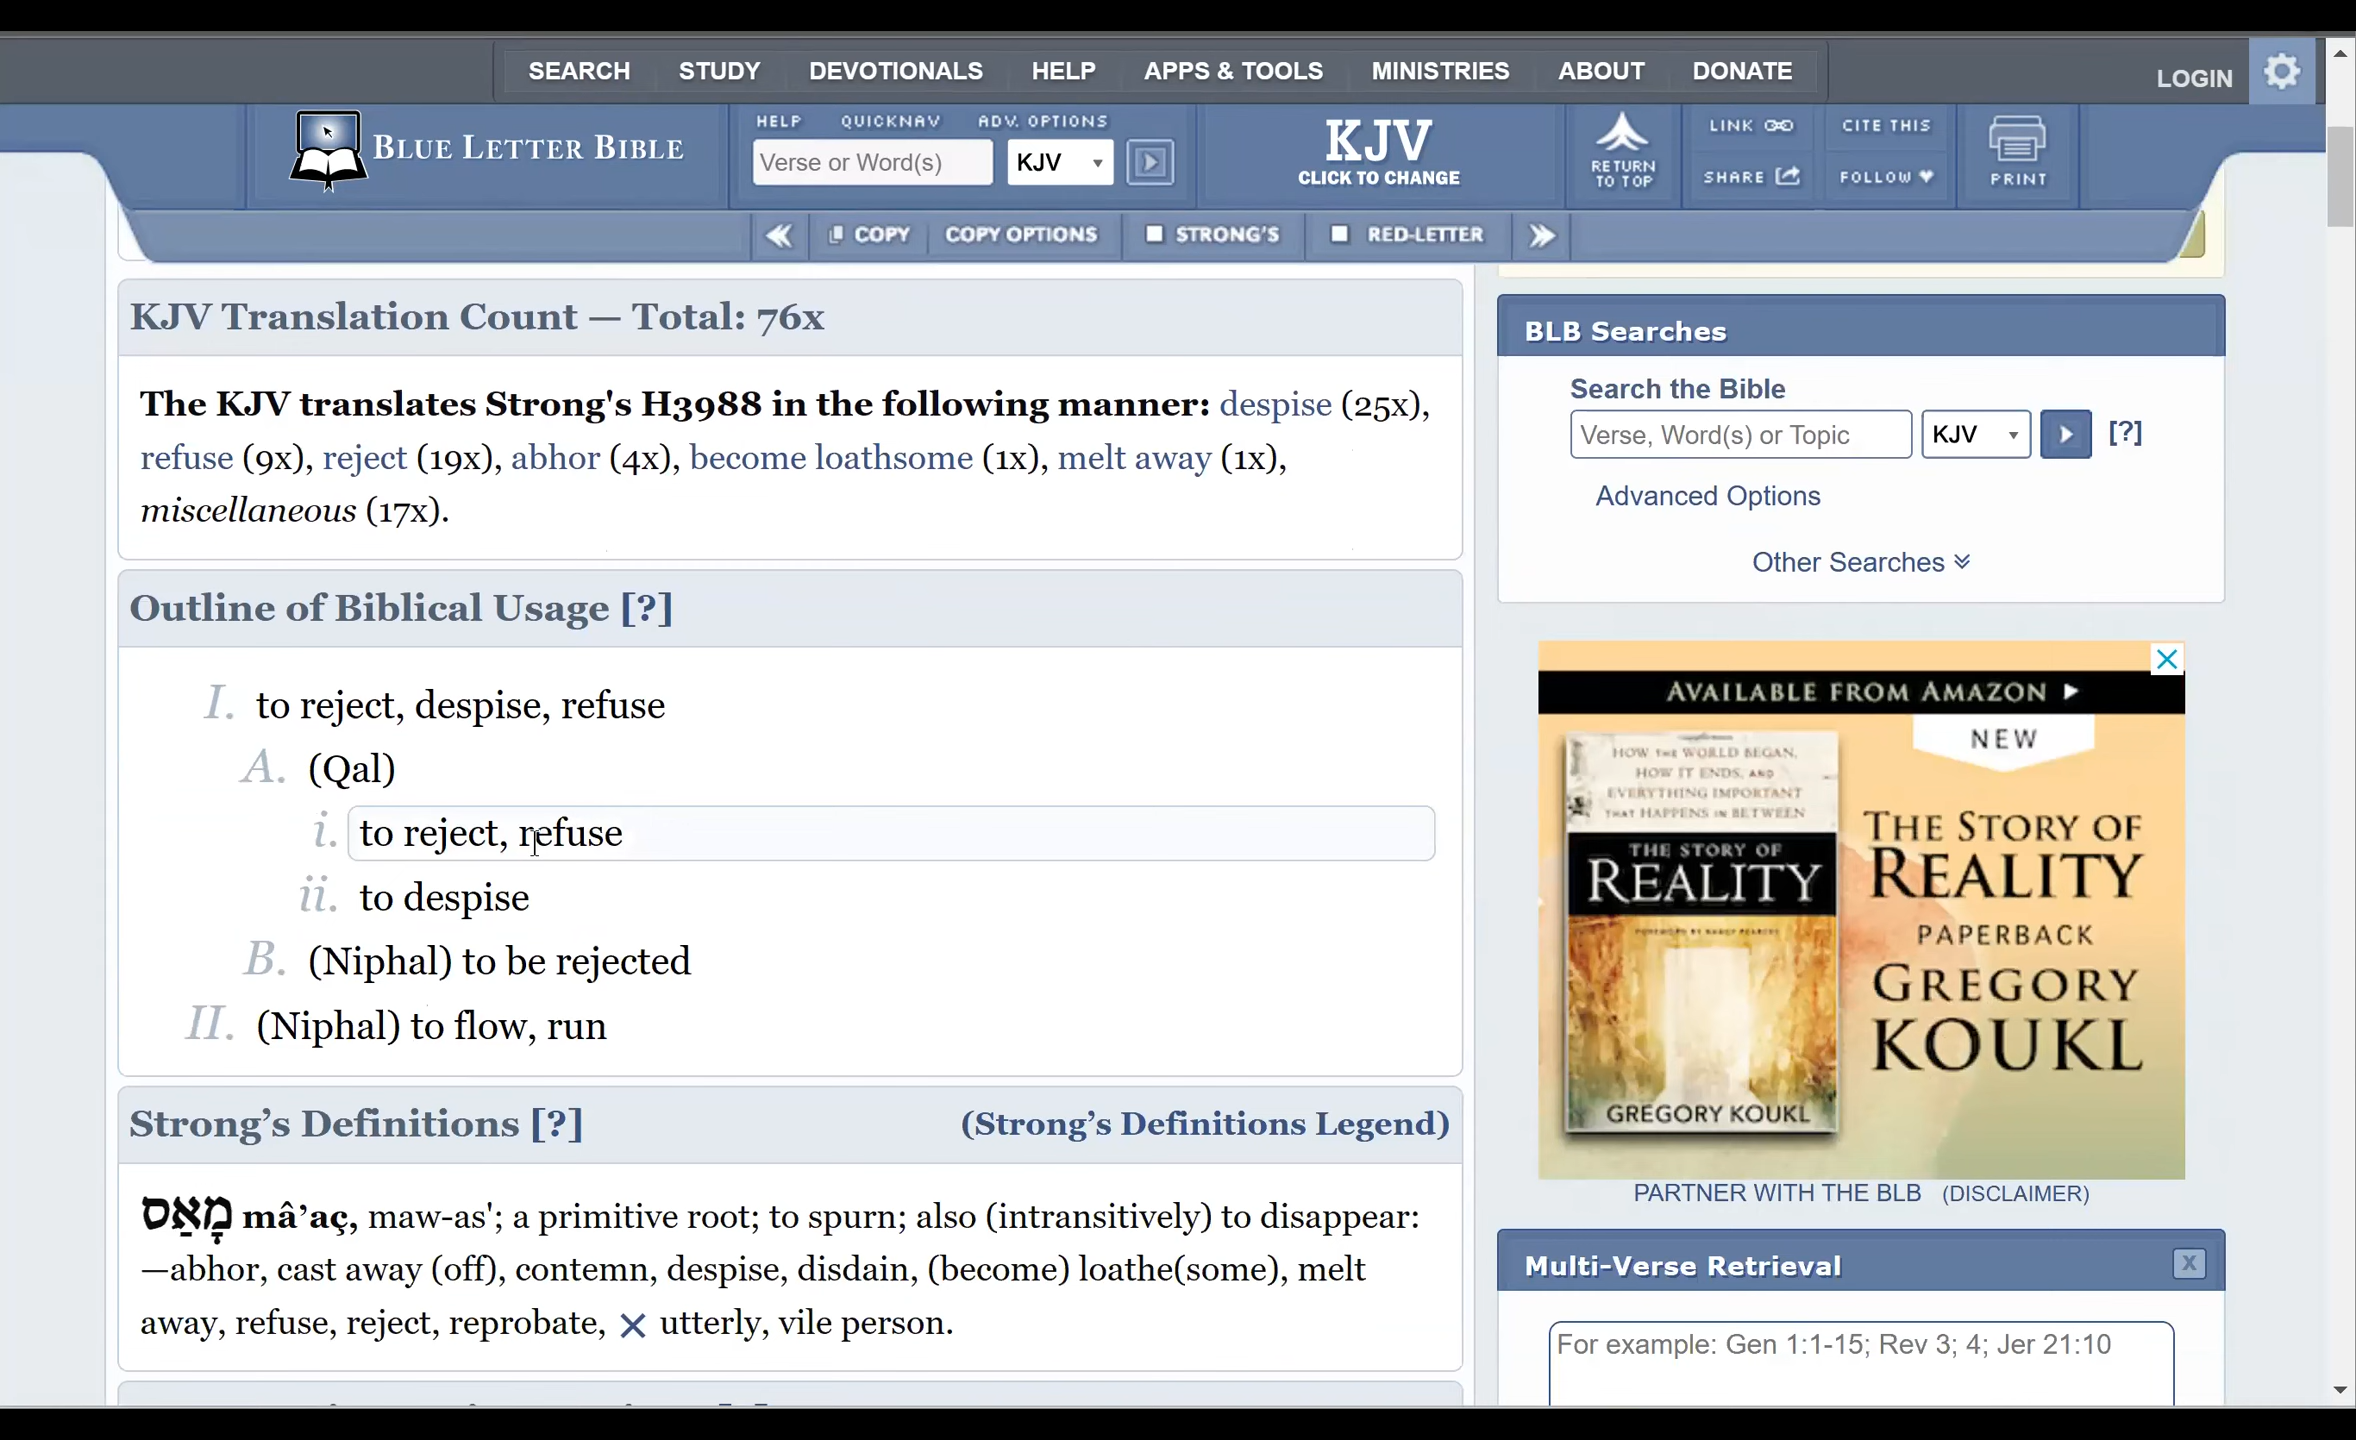 SEARCH STUDY DEVOTIONALS HELP APPS & TOOLS MINISTRIES ABOUT DONATE LOGIN
BLUE LETTER BIBLE
HELP QUICKNAV ADV. OPTIONS
Verse or Word(s) KJV
KJV
CLICK TO CHANGE
RETURN
TO TOP
LINK CITE THIS
SHARE FOLLOW
PRINT
COPY COPY OPTIONS STRONG'S RED-LETTER
KJV Translation Count — Total: 76x
The KJV translates Strong's H3988 in the following manner: despise (25x),
refuse (9x), reject (19x), abhor (4x), become loathsome (1x), melt away (1x),
miscellaneous (17x).
Outline of Biblical Usage [?]
I. to reject, despise, refuse
A. (Qal)
i. to reject, refuse
ii. to despise
B. (Niphal) to be rejected
II. (Niphal) to flow, run
Strong’s Definitions [?] (Strong’s Definitions Legend)
מָאַס mâʼaç, maw-as'; a primitive root; to spurn; also (intransitively) to disappear:
—abhor, cast away (off), contemn, despise, disdain, (become) loathe(some), melt
away, refuse, reject, reprobate, × utterly, vile person.
BLB Searches
Search the Bible
Verse, Word(s) or Topic KJV [?]
Advanced Options
Other Searches
AVAILABLE FROM AMAZON
NEW
HOW THE WORLD BEGAN,
HOW IT ENDS, AND
EVERYTHING IMPORTANT
THAT HAPPENS IN BETWEEN
THE STORY OF
REALITY
FOREWORD BY NANCY PEARCEY
GREGORY KOUKL
THE STORY OF
REALITY
PAPERBACK
GREGORY
KOUKL
PARTNER WITH THE BLB (DISCLAIMER)
Multi-Verse Retrieval X
For example: Gen 1:1-15; Rev 3; 4; Jer 21:10